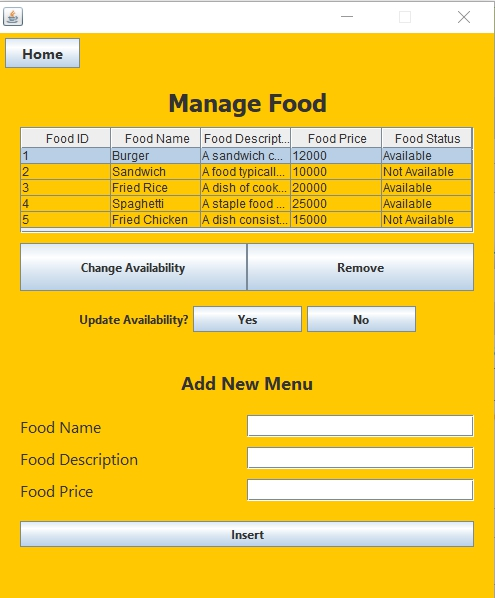 Home
Manage Food
Food ID Food Name Food Descript... Food Price Food Status
1 Burger A sandwich c... 12000 Available
2 Sandwich A food typicall... 10000 Not Available
3 Fried Rice A dish of cook... 20000 Available
4 Spaghetti A staple food ... 25000 Available
5 Fried Chicken A dish consist... 15000 Not Available
Change Availability Remove
Update Availability? Yes No
Add New Menu
Food Name
Food Description
Food Price
Insert